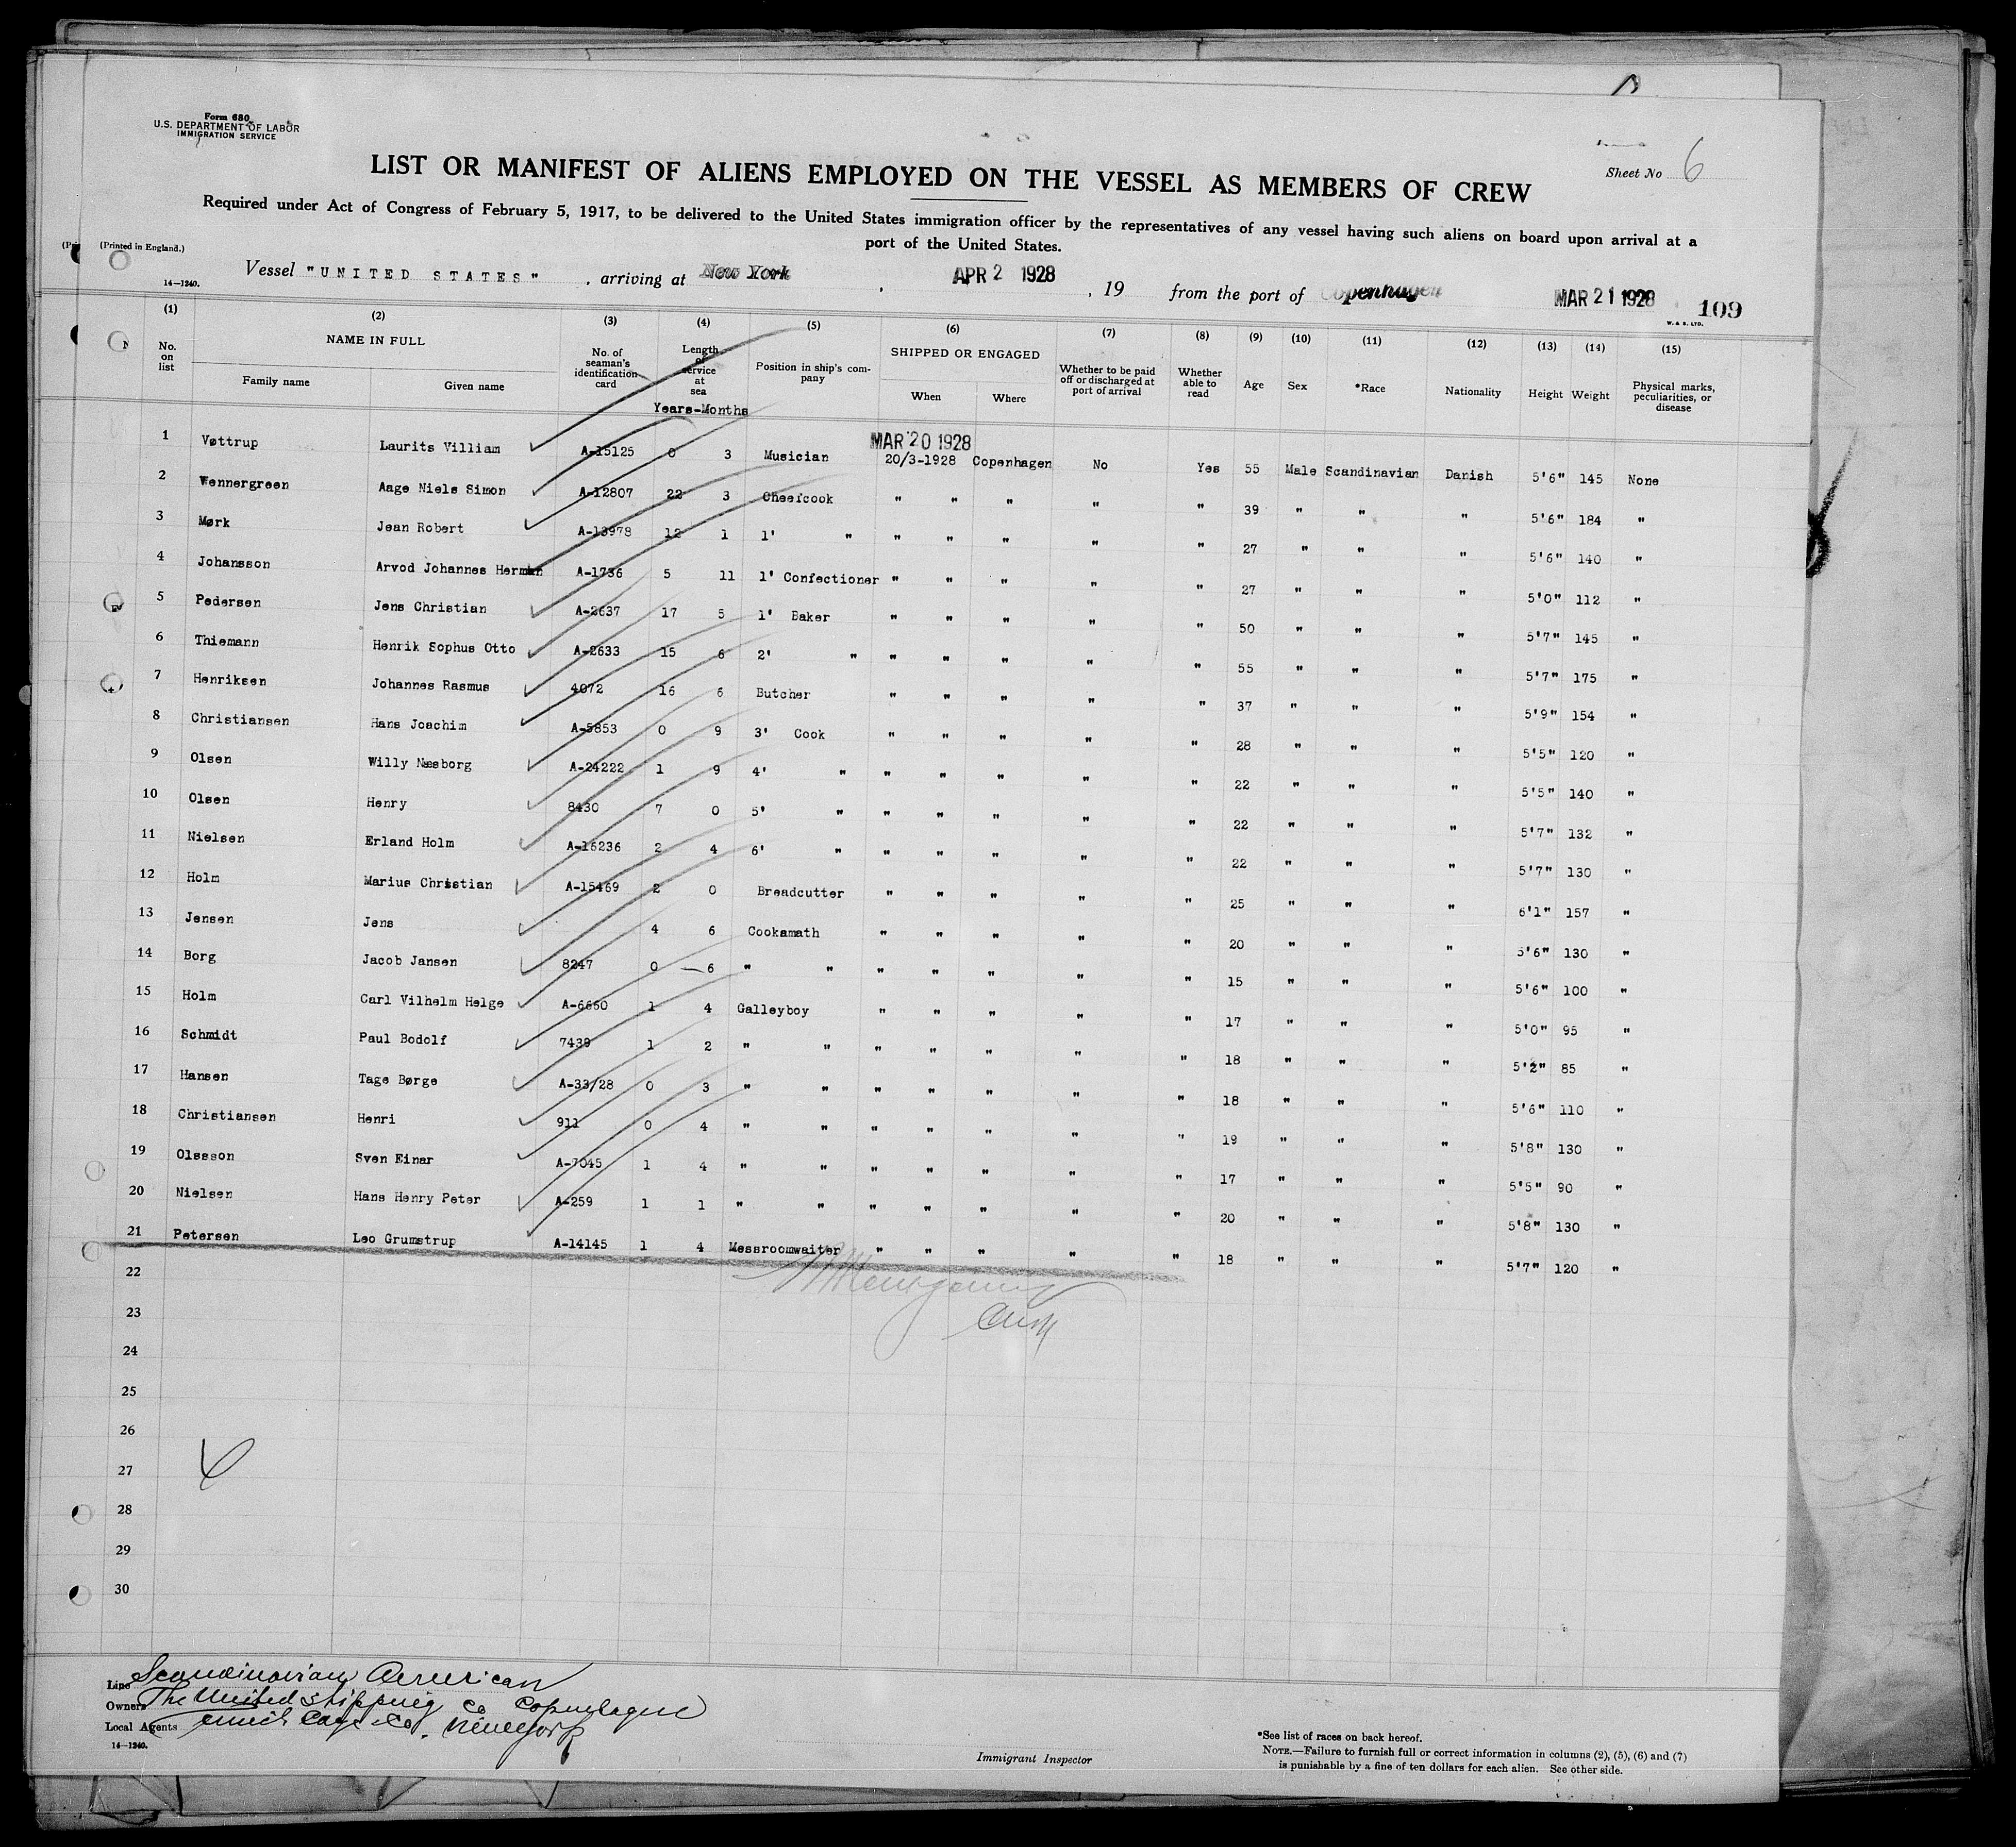 Form 680
U.S. DEPARTMENT OF LABOR
IMMIGRATION SERVICE
Sheet No 6
LIST OR MANIFEST OF ALIENS EMPLOYED ON THE VESSEL AS MEMBERS OF CREW
Required under Act of Congress of February 5, 1917, to be delivered to the United States immigration officer by the representatives of any vessel having such aliens on board upon arrival at a
port of the United States.
(Printed in England.)
Vessel "UNITED STATES" , arriving at New York , APR 2 1928 , 19 from the port of Copenhagen MAR 21 1928 109
14—1240.
W. & S. LTD.
(1) (2) (3) (4) (5) (6) (7) (8) (9) (10) (11) (12) (13) (14) (15)
No. on list NAME IN FULL Family name Given name No. of seaman's identification card Length of service at sea Position in ship's company SHIPPED OR ENGAGED When Where Whether to be paid off or discharged at port of arrival Whether able to read Age Sex *Race Nationality Height Weight Physical marks, peculiarities, or disease
Years-Months
MAR 20 1928
1 Vøttrup Laurits Villiam A-15125 0 3 Musician 20/3-1928 Copenhagen No Yes 55 Male Scandinavian Danish 5'6" 145 None
2 Wennergreen Aage Niels Simon A-12807 22 3 Cheefcook " " " " " 39 " " " 5'6" 184 "
3 Mørk Jean Robert A-13978 12 1 1' " " " " " " 27 " " " 5'6" 140 "
4 Johansson Arvod Johannes Herman A-1736 5 11 1' Confectioner " " " " " 27 " " " 5'0" 112 "
5 Pedersen Jens Christian A-2637 17 5 1' Baker " " " " " 50 " " " 5'7" 145 "
6 Thiemann Henrik Sophus Otto A-2633 15 6 2' " " " " " " 55 " " " 5'7" 175 "
7 Henriksen Johannes Rasmus 4072 16 6 Butcher " " " " " 37 " " " 5'9" 154 "
8 Christiansen Hans Joachim A-5853 0 9 3' Cook " " " " " 28 " " " 5'5" 120 "
9 Olsen Willy Næsborg A-24222 1 9 4' " " " " " " 22 " " " 5'5" 140 "
10 Olsen Henry 8430 7 0 5' " " " " " " 22 " " " 5'7" 132 "
11 Nielsen Erland Holm A-16236 2 4 6' " " " " " " 22 " " " 5'7" 130 "
12 Holm Marius Christian A-15469 2 0 Breadcutter " " " " " 25 " " " 6'1" 157 "
13 Jensen Jens 4 6 Cooksmath " " " " " 20 " " " 5'6" 130 "
14 Borg Jacob Jansen 8247 0 — 6 " " " " " " " 15 " " " 5'6" 100 "
15 Holm Carl Vilhelm Helge A-6660 1 4 Galleyboy " " " " " 17 " " " 5'0" 95 "
16 Schmidt Paul Bodolf 7439 1 2 " " " " " " " 18 " " " 5'2" 85 "
17 Hansen Tage Børge A-33/28 0 3 " " " " " " " 18 " " " 5'6" 110 "
18 Christiansen Henri 911 0 4 " " " " " " " 19 " " " 5'8" 130 "
19 Olssson Sven Einar A-7045 1 4 " " " " " " " 17 " " " 5'5" 90 "
20 Nielsen Hans Henry Peter A-259 1 1 " " " " " " " 20 " " " 5'8" 130 "
21 Petersen Leo Grumstrup A-14145 1 4 Messroomwaiter " " " " " 18 " " " 5'7" 120 "
22
23
24
25
26
27
28
29
30
Line Scandinavian American
Owners The United Shipping Co Copenhagen
Local Agents
14—1240.
Immigrant Inspector
*See list of races on back hereof.
NOTE.—Failure to furnish full or correct information in columns (2), (5), (6) and (7)
is punishable by a fine of ten dollars for each alien. See other side.